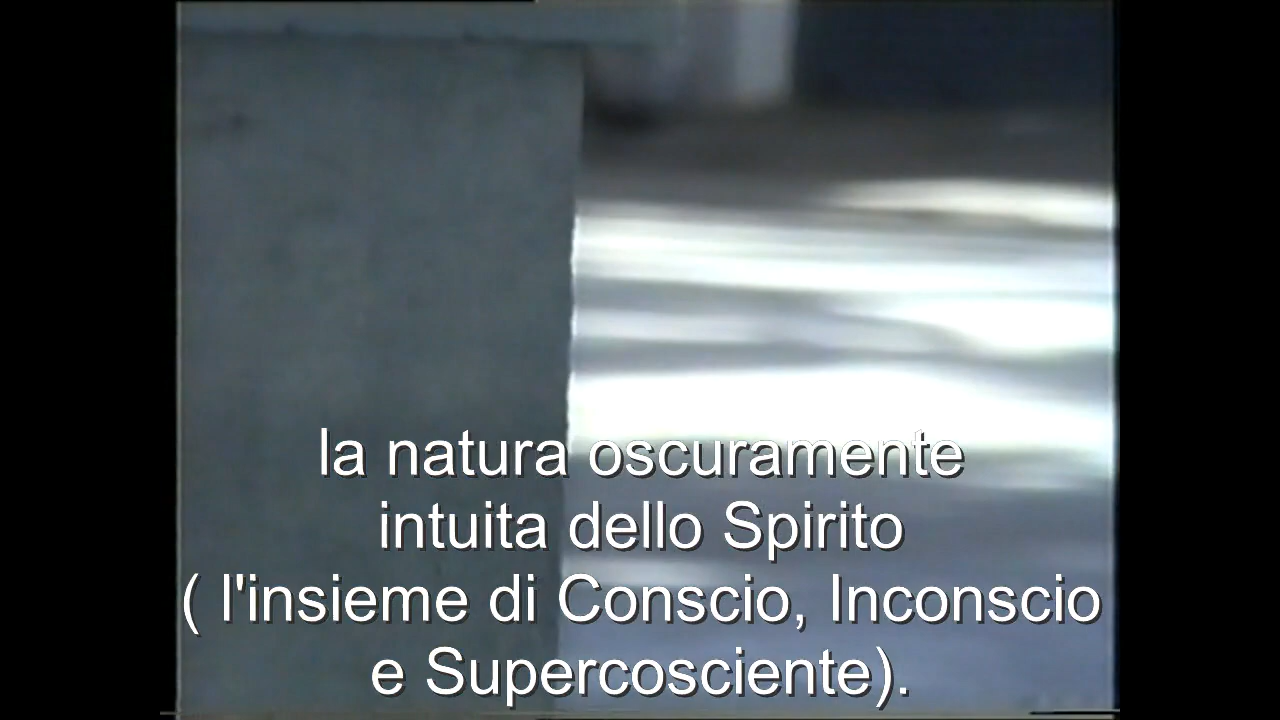 la natura oscuramente
intuita dello Spirito
( l'insieme di Conscio, Inconscio
e Supercosciente).